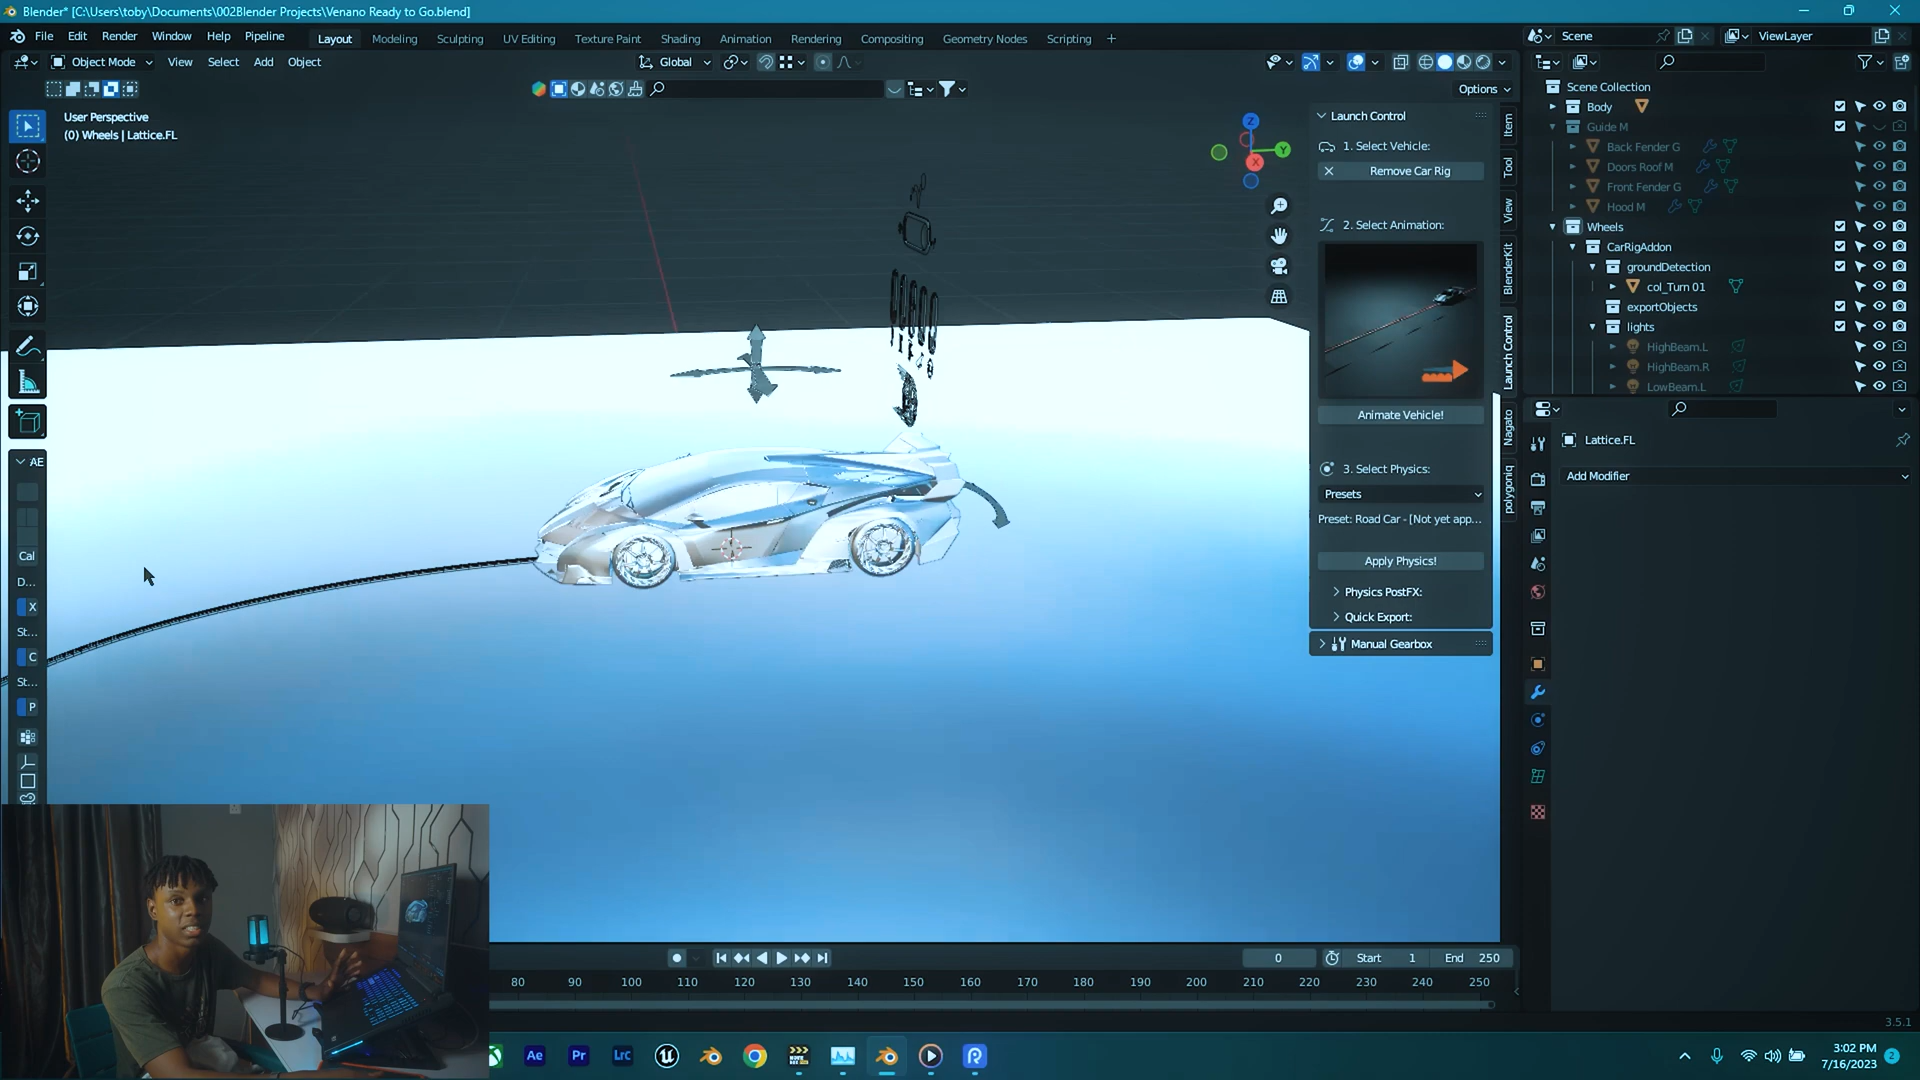 Blender* [C:\Users\toby\Documents\002Blender Projects\Venano Ready to Go.blend]
File Edit Render Window Help Pipeline Layout Modeling Sculpting UV Editing Texture Paint Shading Animation Rendering Compositing Geometry Nodes Scripting + Scene ViewLayer
Object Mode View Select Add Object Global
Options
User Perspective
(0) Wheels | Lattice.FL
Z
Y
X
Launch Control
1. Select Vehicle:
Remove Car Rig
2. Select Animation:
Animate Vehicle!
3. Select Physics:
Presets
Preset: Road Car - [Not yet app...
Apply Physics!
Physics PostFX:
Quick Export:
Manual Gearbox
Item
Tool
View
BlenderKit
Launch Control
Nagato
polygoniq
Scene Collection
Body
Guide M
Back Fender G
Doors Roof M
Front Fender G
Hood M
Wheels
CarRigAddon
groundDetection
col_Turn 01
exportObjects
lights
HighBeam.L
HighBeam.R
LowBeam.L
Lattice.FL
Add Modifier
AE
Cal
D...
X
St...
C
St...
P
0 Start 1 End 250
80 90 100 110 120 130 140 150 160 170 180 190 200 210 220 230 240 250
3.5.1
Ae Pr Lrc
3:02 PM
7/16/2023 2